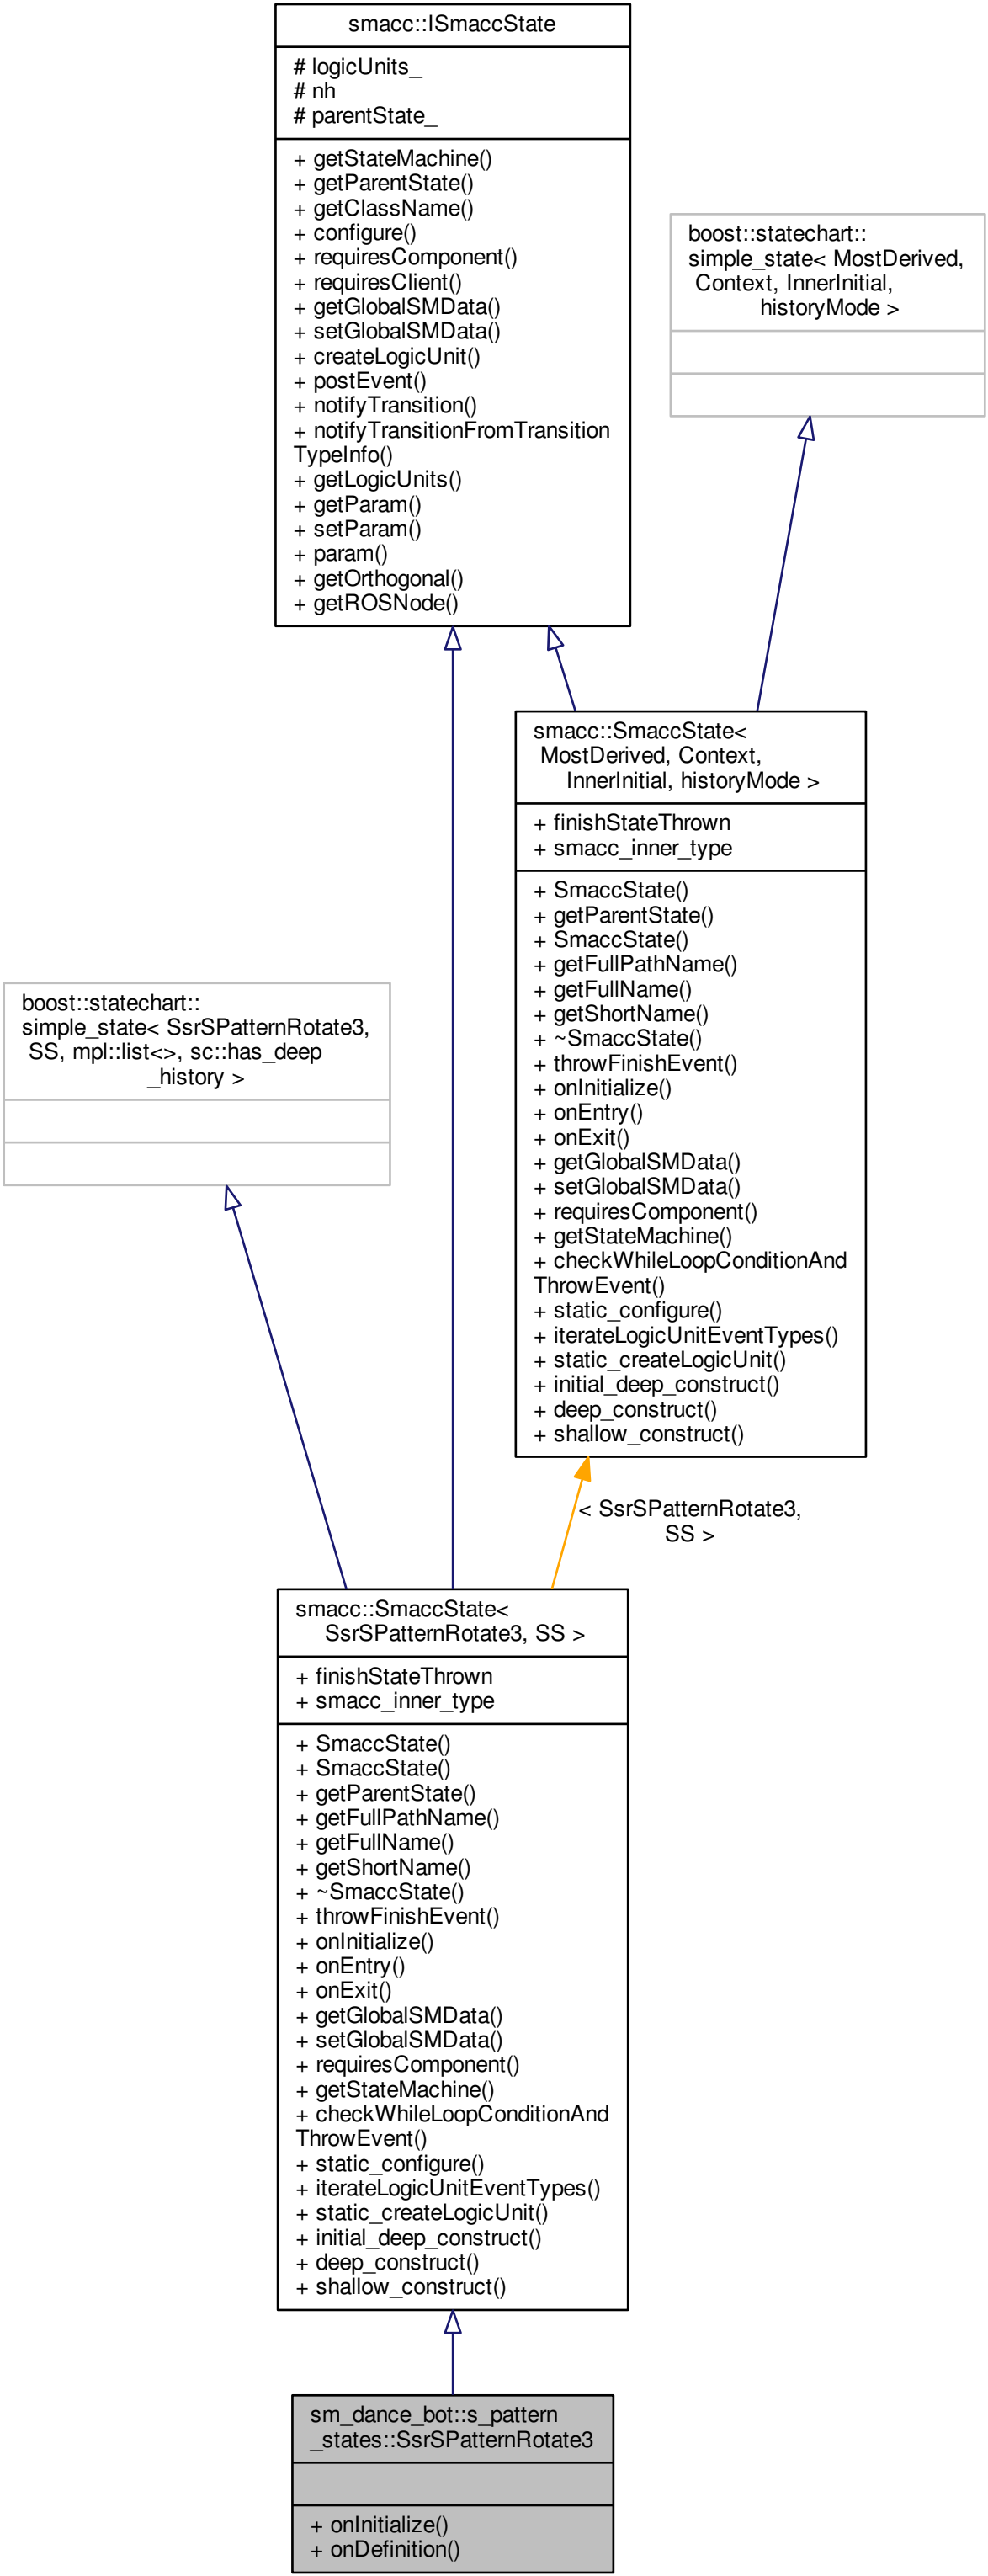 smacc::ISmaccState
# logicUnits_
# nh
# parentState_
+ getStateMachine()
+ getParentState()
+ getClassName()
+ configure()
+ requiresComponent()
+ requiresClient()
+ getGlobalSMData()
+ setGlobalSMData()
+ createLogicUnit()
+ postEvent()
+ notifyTransition()
+ notifyTransitionFromTransition
TypeInfo()
+ getLogicUnits()
+ getParam()
+ setParam()
+ param()
+ getOrthogonal()
+ getROSNode()
boost::statechart::
simple_state< MostDerived,
Context, InnerInitial,
historyMode >
smacc::SmaccState<
MostDerived, Context,
InnerInitial, historyMode >
+ finishStateThrown
+ smacc_inner_type
+ SmaccState()
+ getParentState()
+ SmaccState()
+ getFullPathName()
+ getFullName()
+ getShortName()
+ ~SmaccState()
+ throwFinishEvent()
+ onInitialize()
+ onEntry()
+ onExit()
+ getGlobalSMData()
+ setGlobalSMData()
+ requiresComponent()
+ getStateMachine()
+ checkWhileLoopConditionAnd
ThrowEvent()
+ static_configure()
+ iterateLogicUnitEventTypes()
+ static_createLogicUnit()
+ initial_deep_construct()
+ deep_construct()
+ shallow_construct()
boost::statechart::
simple_state< SsrSPatternRotate3,
SS, mpl::list<>, sc::has_deep
_history >
< SsrSPatternRotate3,
SS >
smacc::SmaccState<
SsrSPatternRotate3, SS >
+ finishStateThrown
+ smacc_inner_type
+ SmaccState()
+ SmaccState()
+ getParentState()
+ getFullPathName()
+ getFullName()
+ getShortName()
+ ~SmaccState()
+ throwFinishEvent()
+ onInitialize()
+ onEntry()
+ onExit()
+ getGlobalSMData()
+ setGlobalSMData()
+ requiresComponent()
+ getStateMachine()
+ checkWhileLoopConditionAnd
ThrowEvent()
+ static_configure()
+ iterateLogicUnitEventTypes()
+ static_createLogicUnit()
+ initial_deep_construct()
+ deep_construct()
+ shallow_construct()
sm_dance_bot::s_pattern
_states::SsrSPatternRotate3
+ onInitialize()
+ onDefinition()